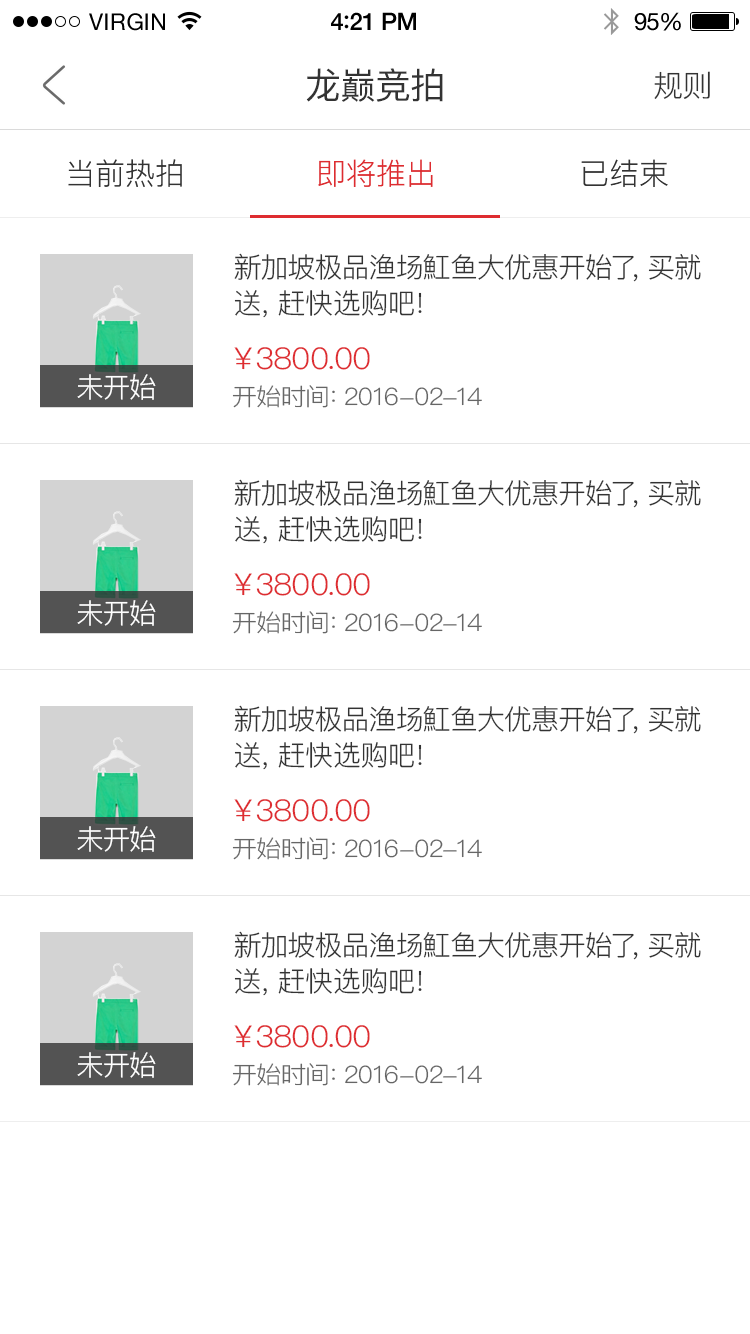 VIRGIN 4:21 PM 95%
龙巅竞拍 规则
当前热拍 即将推出 已结束
新加坡极品渔场魟鱼大优惠开始了, 买就
送, 赶快选购吧!
¥3800.00
未开始
开始时间: 2016-02-14
新加坡极品渔场魟鱼大优惠开始了, 买就
送, 赶快选购吧!
¥3800.00
未开始
开始时间: 2016-02-14
新加坡极品渔场魟鱼大优惠开始了, 买就
送, 赶快选购吧!
¥3800.00
未开始
开始时间: 2016-02-14
新加坡极品渔场魟鱼大优惠开始了, 买就
送, 赶快选购吧!
¥3800.00
未开始
开始时间: 2016-02-14